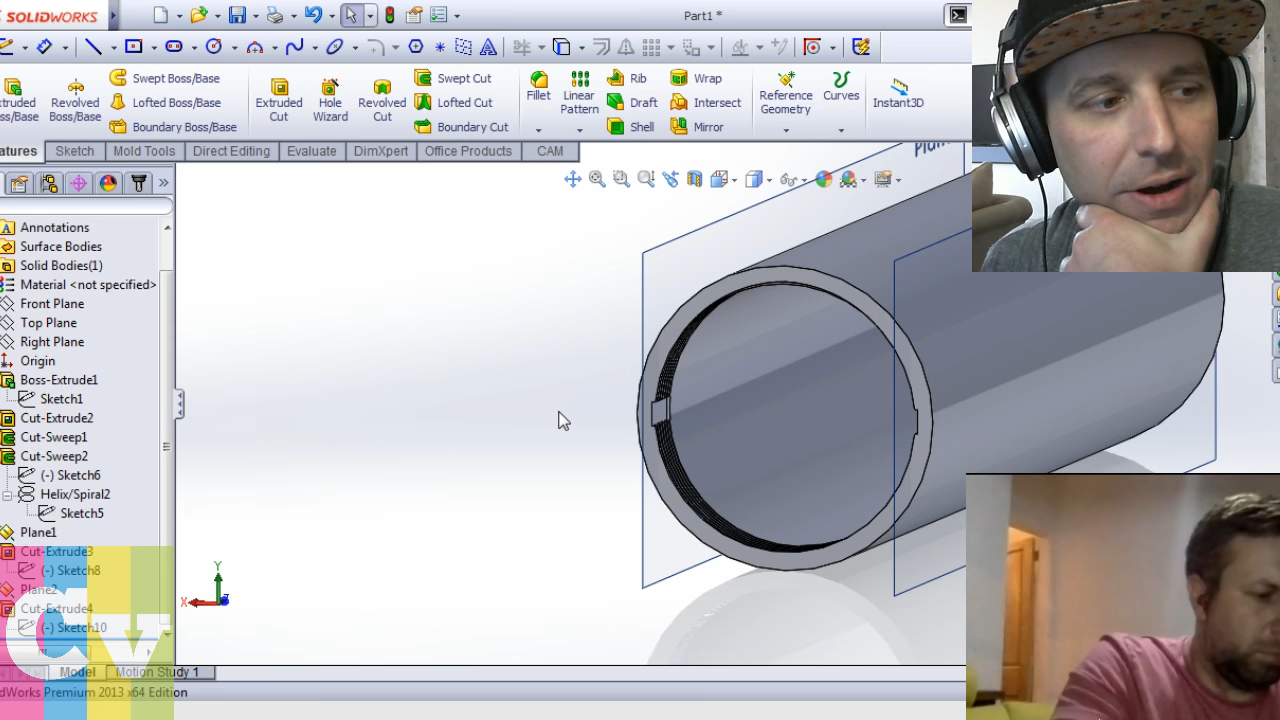 SOLIDWORKS
Part1 *
Swept Boss/Base
Lofted Boss/Base
Boundary Boss/Base
truded
ss/Base
Revolved
Boss/Base
Extruded
Cut
Hole
Wizard
Revolved
Cut
Swept Cut
Lofted Cut
Boundary Cut
Fillet
Linear
Pattern
Rib
Draft
Shell
Wrap
Intersect
Mirror
Reference
Geometry
Curves
Instant3D
atures
Sketch
Mold Tools
Direct Editing
Evaluate
DimXpert
Office Products
CAM
Annotations
Surface Bodies
Solid Bodies(1)
Material <not specified>
Front Plane
Top Plane
Right Plane
Origin
Boss-Extrude1
Sketch1
Cut-Extrude2
Cut-Sweep1
Cut-Sweep2
(-) Sketch6
Helix/Spiral2
Sketch5
Plane1
Cut-Extrude3
(-) Sketch8
Plane2
Cut-Extrude4
(-) Sketch10
Y
X
Z
Model
Motion Study 1
dWorks Premium 2013 x64 Edition